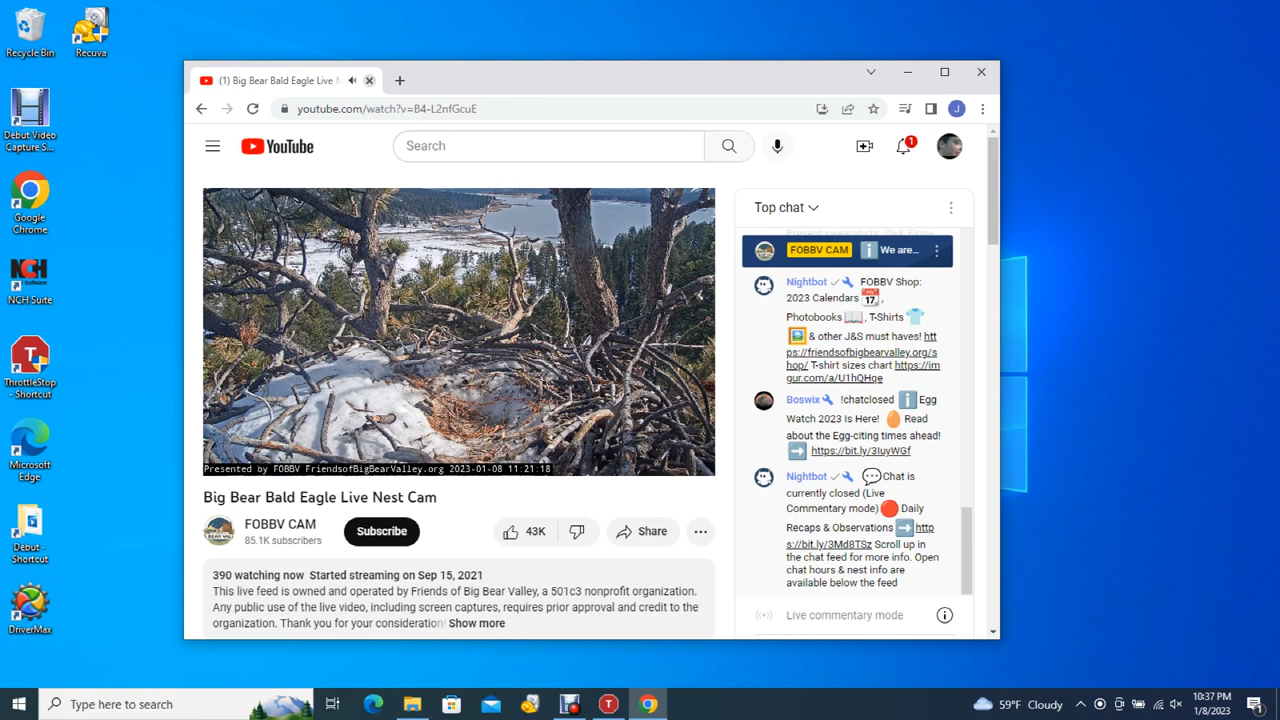 Recycle Bin
Recuva
Debut Video
Capture S...
Google
Chrome
NCH
Software
NCH Suite
T
ThrottleStop
- Shortcut
Microsoft
Edge
Debut -
Shortcut
DriverMax
(1) Big Bear Bald Eagle Live N
youtube.com/watch?v=B4-L2nfGcuE
J
YouTube
Search
1
Presented by FOBBV FriendsofBigBearValley.org 2023-01-08 11:21:18
Big Bear Bald Eagle Live Nest Cam
FOBBV CAM
85.1K subscribers
Subscribe
43K
Share
390 watching now Started streaming on Sep 15, 2021
This live feed is owned and operated by Friends of Big Bear Valley, a 501c3 nonprofit organization.
Any public use of the live video, including screen captures, requires prior approval and credit to the
organization. Thank you for your consideration! Show more
Top chat
FOBBV CAM We are...
Nightbot FOBBV Shop:
2023 Calendars ,
Photobooks , T-Shirts
& other J&S must haves! htt
ps://friendsofbigbearvalley.org/s
hop/ T-shirt sizes chart https://im
gur.com/a/U1hQHqe
Boswix !chatclosed Egg
Watch 2023 Is Here! Read
about the Egg-citing times ahead!
https://bit.ly/3IuyWGf
Nightbot Chat is
currently closed (Live
Commentary mode) Daily
Recaps & Observations http
s://bit.ly/3Md8TSz Scroll up in
the chat feed for more info. Open
chat hours & nest info are
available below the feed
Live commentary mode
Type here to search
T
59°F Cloudy
10:37 PM
1/8/2023
1